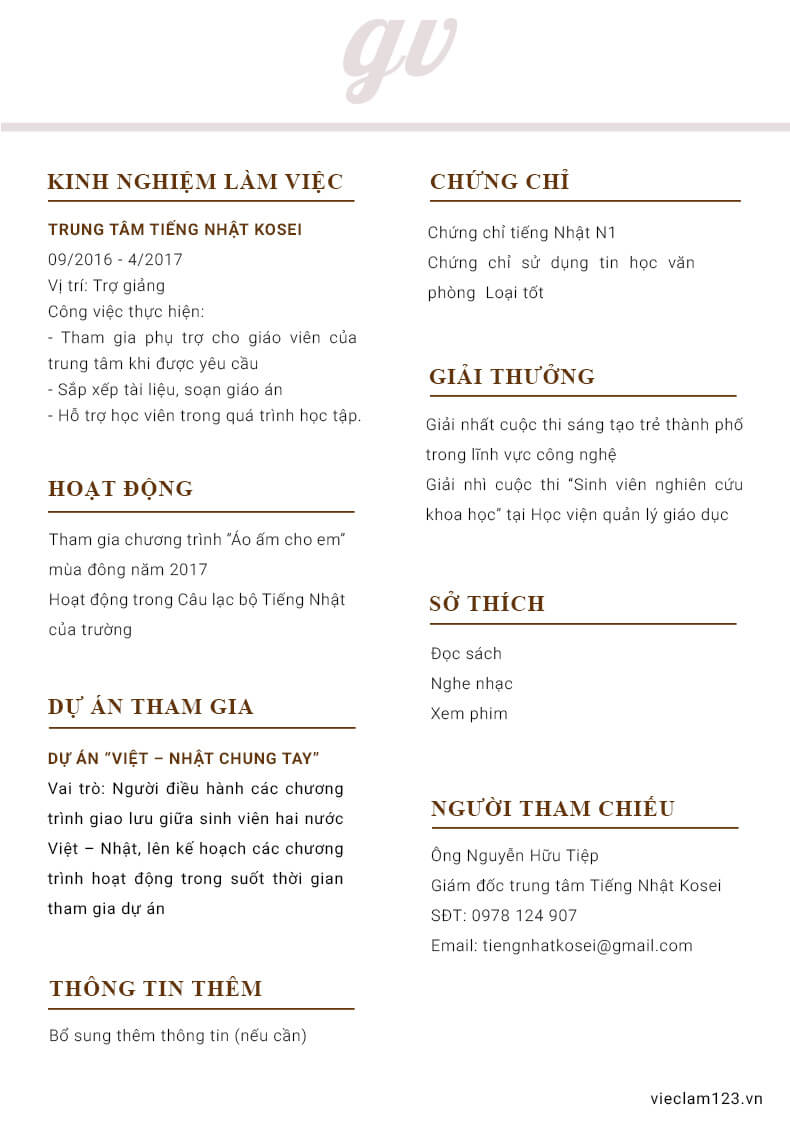 gv
KINH NGHIỆM LÀM VIỆC
TRUNG TÂM TIẾNG NHẬT KOSEI
09/2016 - 4/2017
Vị trí: Trợ giảng
Công việc thực hiện:
- Tham gia phụ trợ cho giáo viên của
trung tâm khi được yêu cầu
- Sắp xếp tài liệu, soạn giáo án
- Hỗ trợ học viên trong quá trình học tập.
HOẠT ĐỘNG
Tham gia chương trình “Áo ấm cho em”
mùa đông năm 2017
Hoạt động trong Câu lạc bộ Tiếng Nhật
của trường
DỰ ÁN THAM GIA
DỰ ÁN “VIỆT – NHẬT CHUNG TAY”
Vai trò: Người điều hành các chương
trình giao lưu giữa sinh viên hai nước
Việt – Nhật, lên kế hoạch các chương
trình hoạt động trong suốt thời gian
tham gia dự án
THÔNG TIN THÊM
Bổ sung thêm thông tin (nếu cần)
CHỨNG CHỈ
Chứng chỉ tiếng Nhật N1
Chứng chỉ sử dụng tin học văn
phòng Loại tốt
GIẢI THƯỞNG
Giải nhất cuộc thi sáng tạo trẻ thành phố
trong lĩnh vực công nghệ
Giải nhì cuộc thi “Sinh viên nghiên cứu
khoa học” tại Học viện quản lý giáo dục
SỞ THÍCH
Đọc sách
Nghe nhạc
Xem phim
NGƯỜI THAM CHIẾU
Ông Nguyễn Hữu Tiệp
Giám đốc trung tâm Tiếng Nhật Kosei
SĐT: 0978 124 907
Email: tiengnhatkosei@gmail.com
vieclam123.vn